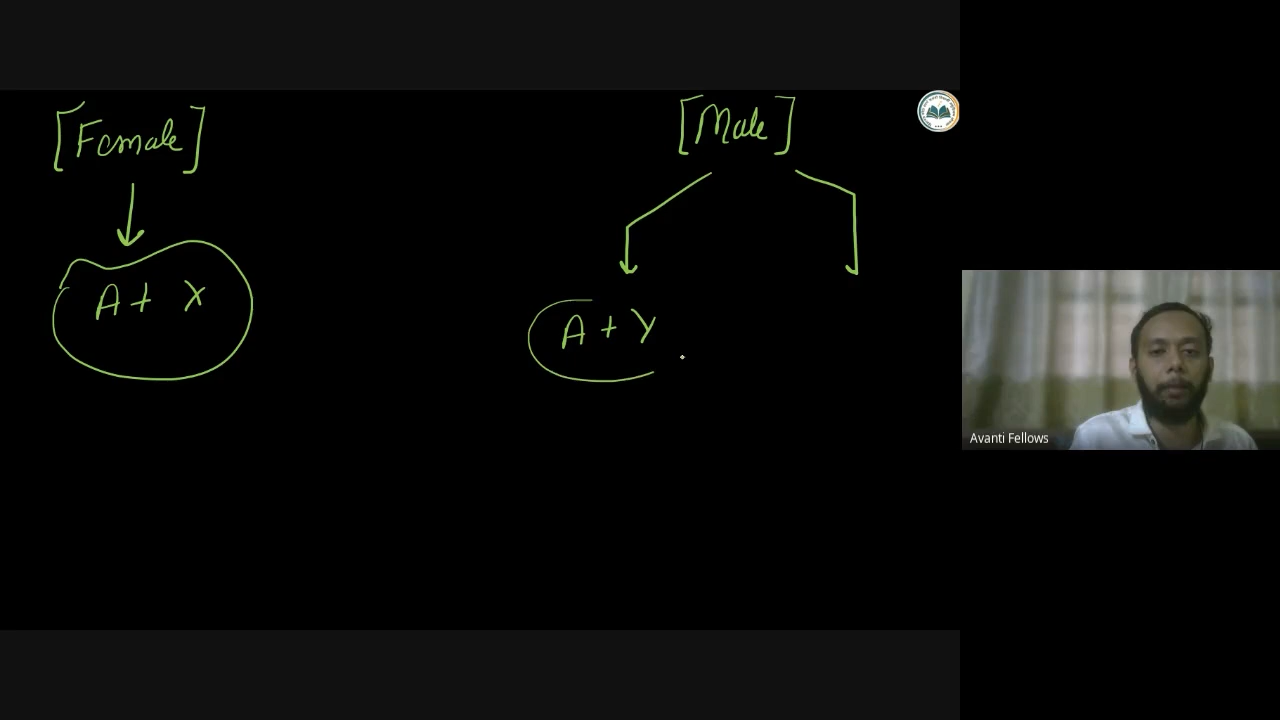 [Female]
[Male]
A + X
A + Y
Avanti Fellows